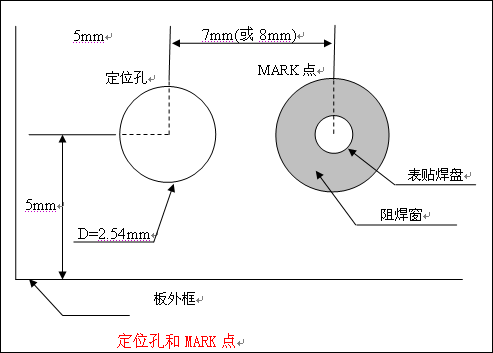 5mm
7mm(或 8mm)
定位孔
MARK 点
表贴焊盘
阻焊窗
5mm
D=2.54mm
板外框
定位孔和 MARK 点